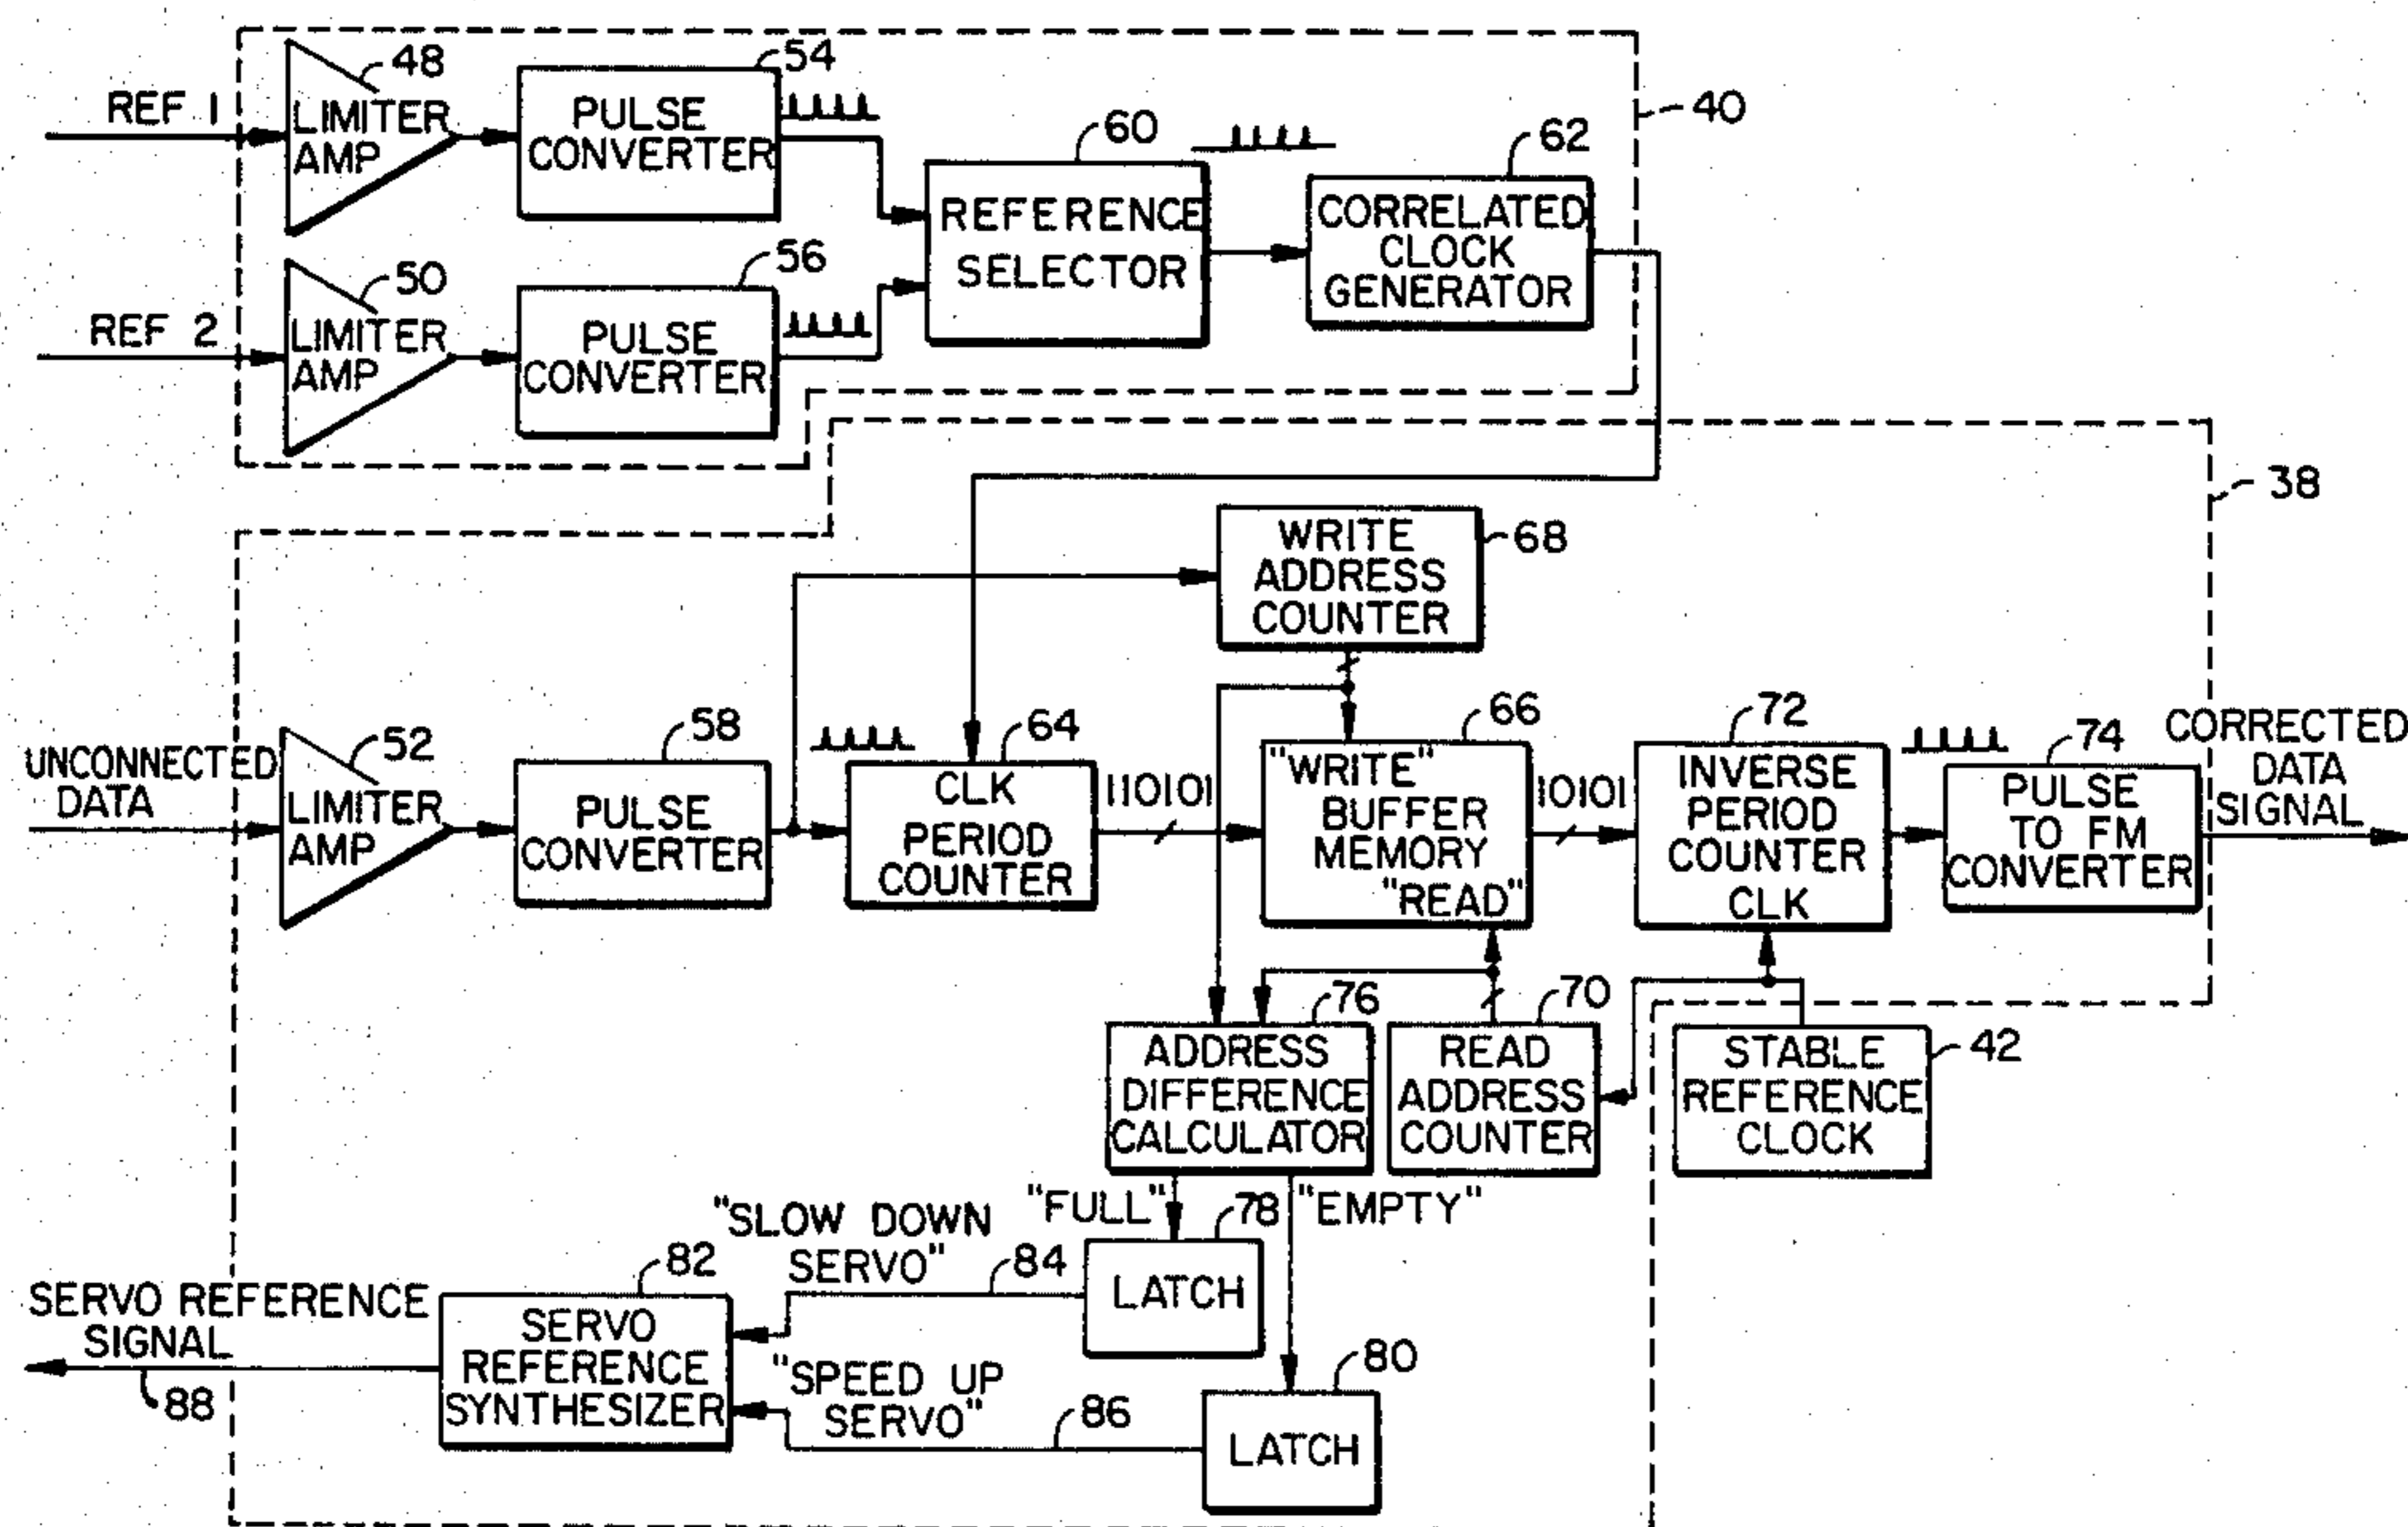 REF 1
48
LIMITER
AMP
54
PULSE
CONVERTER
60
REFERENCE
SELECTOR
62
CORRELATED
CLOCK
GENERATOR
40
REF 2
50
LIMITER
AMP
56
PULSE
CONVERTER
38
WRITE
ADDRESS
COUNTER
68
UNCONNECTED
DATA
52
LIMITER
AMP
58
PULSE
CONVERTER
64
CLK
PERIOD
COUNTER
110101
66
"WRITE"
BUFFER
MEMORY
"READ"
10101
72
INVERSE
PERIOD
COUNTER
CLK
74
PULSE
TO FM
CONVERTER
CORRECTED
DATA
SIGNAL
76
ADDRESS
DIFFERENCE
CALCULATOR
70
READ
ADDRESS
COUNTER
STABLE
REFERENCE
CLOCK
42
"FULL"
78
"EMPTY"
"SLOW DOWN
SERVO"
84
LATCH
SERVO REFERENCE
SIGNAL
88
82
SERVO
REFERENCE
SYNTHESIZER
"SPEED UP
SERVO"
86
80
LATCH